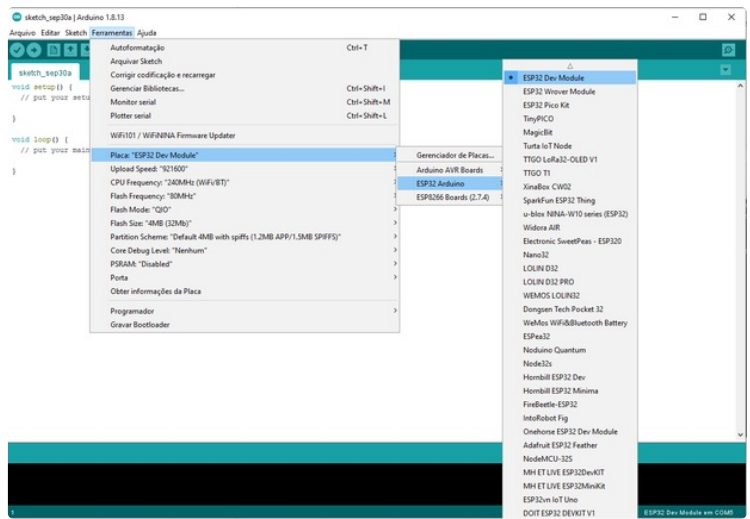 sketch_sep30a | Arduino 1.8.13
Arquivo Editar Sketch Ferramentas Ajuda
sketch_sep30a
void setup() {
// put your setu
}
void loop() {
// put your main
}
Autoformatação Ctrl+T
Arquivar Sketch
Corrigir codificação e recarregar
Gerenciar Bibliotecas... Ctrl+Shift+I
Monitor serial Ctrl+Shift+M
Plotter serial Ctrl+Shift+L
WiFi101 / WiFiNINA Firmware Updater
Placa: "ESP32 Dev Module"
Upload Speed: "921600"
CPU Frequency: "240MHz (WiFi/BT)"
Flash Frequency: "80MHz"
Flash Mode: "QIO"
Flash Size: "4MB (32Mb)"
Partition Scheme: "Default 4MB with spiffs (1.2MB APP/1.5MB SPIFFS)"
Core Debug Level: "Nenhum"
PSRAM: "Disabled"
Porta
Obter informações da Placa
Programador
Gravar Bootloader
Gerenciador de Placas...
Arduino AVR Boards
ESP32 Arduino
ESP8266 Boards (2.7.4)
ESP32 Dev Module
ESP32 Wrover Module
ESP32 Pico Kit
TinyPICO
MagicBit
Turta IoT Node
TTGO LoRa32-OLED V1
TTGO T1
XinaBox CW02
SparkFun ESP32 Thing
u-blox NINA-W10 series (ESP32)
Widora AIR
Electronic SweetPeas - ESP320
Nano32
LOLIN D32
LOLIN D32 PRO
WEMOS LOLIN32
Dongsen Tech Pocket 32
WeMos WiFi&Bluetooth Battery
ESPea32
Noduino Quantum
Node32s
Hornbill ESP32 Dev
Hornbill ESP32 Minima
FireBeetle-ESP32
IntoRobot Fig
Onehorse ESP32 Dev Module
Adafruit ESP32 Feather
NodeMCU-32S
MH ET LIVE ESP32DevKIT
MH ET LIVE ESP32MiniKit
ESP32vn IoT Uno
DOIT ESP32 DEVKIT V1
1
ESP32 Dev Module em COM5